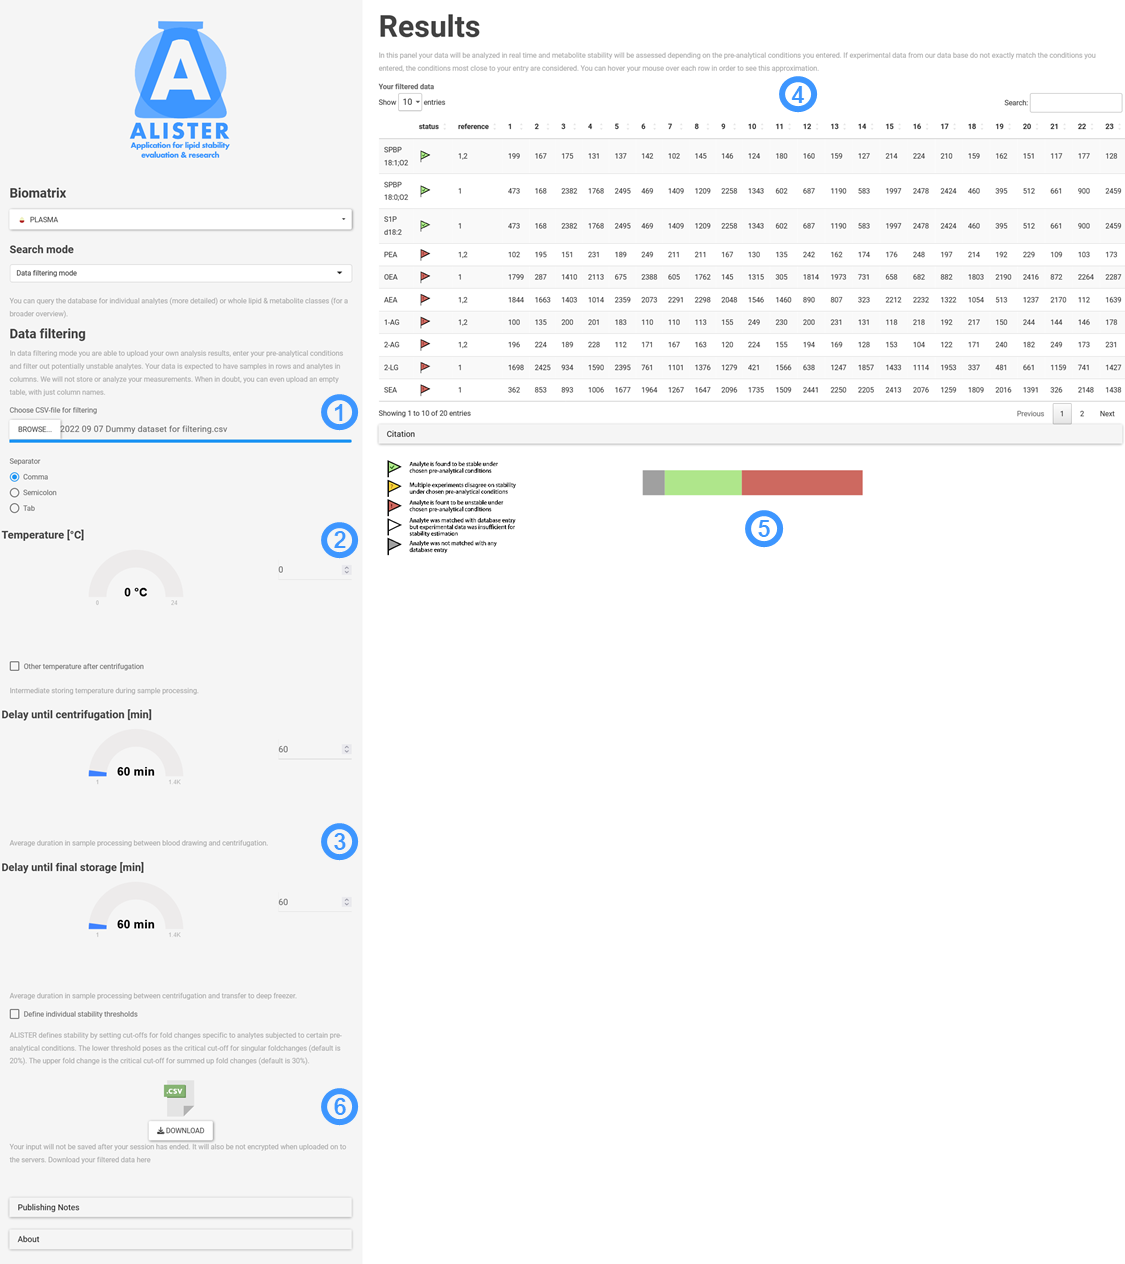 A
ALISTER
Application for lipid stability
evaluation & research
Biomatrix
PLASMA
Search mode
Data filtering mode
You can query the database for individual analytes (more detailed) or whole lipid & metabolite classes (for a
broader overview).
Data filtering
In data filtering mode you are able to upload your own analysis results, enter your pre-analytical conditions
and filter out potentially unstable analytes. Your data is expected to have samples in rows and analytes in
columns. We will not store or analyze your measurements. When in doubt, you can even upload an empty
table, with just column names.
Choose CSV-file for filtering
1
BROWSE... 2022 09 07 Dummy dataset for filtering.csv
Separator
Comma
Semicolon
Tab
Temperature [°C]
2
0
0 °C
0 24
Other temperature after centrifugation
Intermediate storing temperature during sample processing.
Delay until centrifugation [min]
60
60 min
1 1.4K
Average duration in sample processing between blood drawing and centrifugation.
3
Delay until final storage [min]
60
60 min
1 1.4K
Average duration in sample processing between centrifugation and transfer to deep freezer.
Define individual stability thresholds
ALISTER defines stability by setting cut-offs for fold changes specific to analytes subjected to certain pre-
analytical conditions. The lower threshold poses as the critical cut-off for singular foldchanges (default is
20%). The upper fold change is the critical cut-off for summed up fold changes (default is 30%).
.CSV
6
DOWNLOAD
Your input will not be saved after your session has ended. It will also be not encrypted when uploaded on to
the servers. Download your filtered data here
Publishing Notes
About
Results
In this panel your data will be analyzed in real time and metabolite stability will be assessed depending on the pre-analytical conditions you entered. If experimental data from our data base do not exactly match the conditions you
entered, the conditions most close to your entry are considered. You can hover your mouse over each row in order to see this approximation.
Your filtered data
4
Show 10 entries
Search:
status reference 1 2 3 4 5 6 7 8 9 10 11 12 13 14 15 16 17 18 19 20 21 22 23
SPBP
18:1;O2 1,2 199 167 175 131 137 142 102 145 146 124 180 160 159 127 214 224 210 159 162 151 117 177 128
SPBP
18:0;O2 1 473 168 2382 1768 2495 469 1409 1209 2258 1343 602 687 1190 583 1997 2478 2424 460 395 512 661 900 2459
S1P
d18:2 1 473 168 2382 1768 2495 469 1409 1209 2258 1343 602 687 1190 583 1997 2478 2424 460 395 512 661 900 2459
PEA 1,2 102 195 151 231 189 249 211 211 167 130 135 242 162 174 176 248 197 214 191 229 109 103 173
OEA 1 1799 287 1410 2113 675 2388 605 1762 145 1315 305 1814 1973 731 658 682 882 1803 2190 2416 872 2264 2287
AEA 1,2 1844 1663 1403 1014 2359 2073 2291 2298 2048 1546 1460 890 807 323 2212 2232 1322 1054 513 1237 2170 112 1639
1-AG 1,2 100 135 200 201 183 110 110 113 155 249 230 200 231 131 118 218 192 217 150 244 144 146 178
2-AG 1,2 196 224 189 228 112 171 167 163 120 224 155 194 169 128 153 104 122 171 240 182 249 173 231
2-LG 1 1698 2425 934 1590 2395 761 1101 1376 1279 421 1566 638 1247 1857 1433 1114 1953 337 481 661 1159 741 1427
SEA 1 362 853 893 1006 1677 1964 1267 1647 2096 1735 1509 2441 2250 2205 2413 2076 1259 1809 2016 1391 326 2148 1438
Showing 1 to 10 of 20 entries
Previous 1 2 Next
Citation
Analyte is found to be stable under
chosen pre-analytical conditions
Multiple experiments disagree on stability
under chosen pre-analytical conditions
Analyte is fount to be unstable under
chosen pre-analytical conditions
Analyte was matched with database entry
but experimental data was insufficient for
stability estimation
Analyte was not matched with any
database entry
5